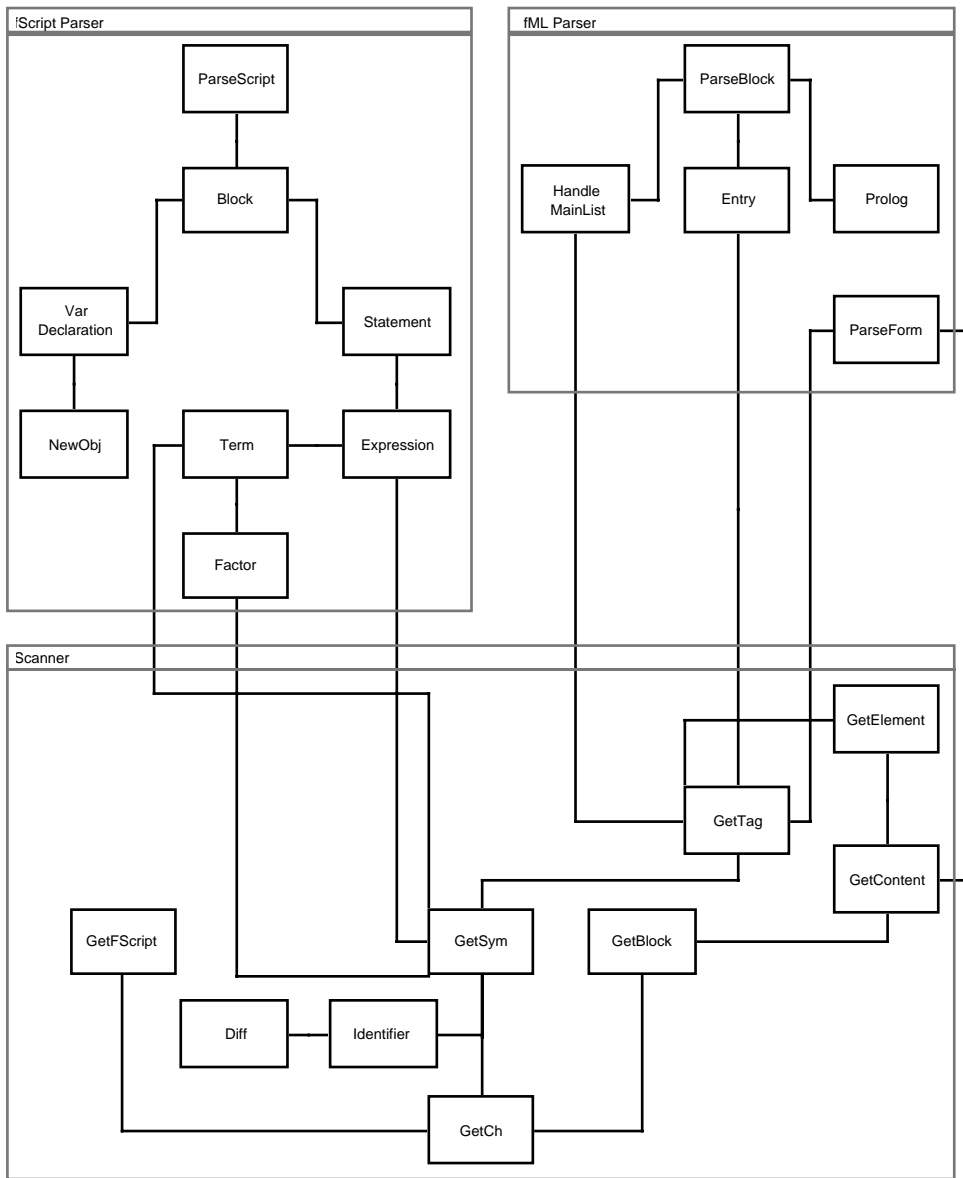 fScript Parser
fML Parser
ParseScript
ParseBlock
Block
Handle
MainList
Entry
Prolog
Var
Declaration
Statement
ParseForm
NewObj
Term
Expression
Factor
Scanner
GetElement
GetTag
GetContent
GetFScript
GetSym
GetBlock
Diff
Identifier
GetCh